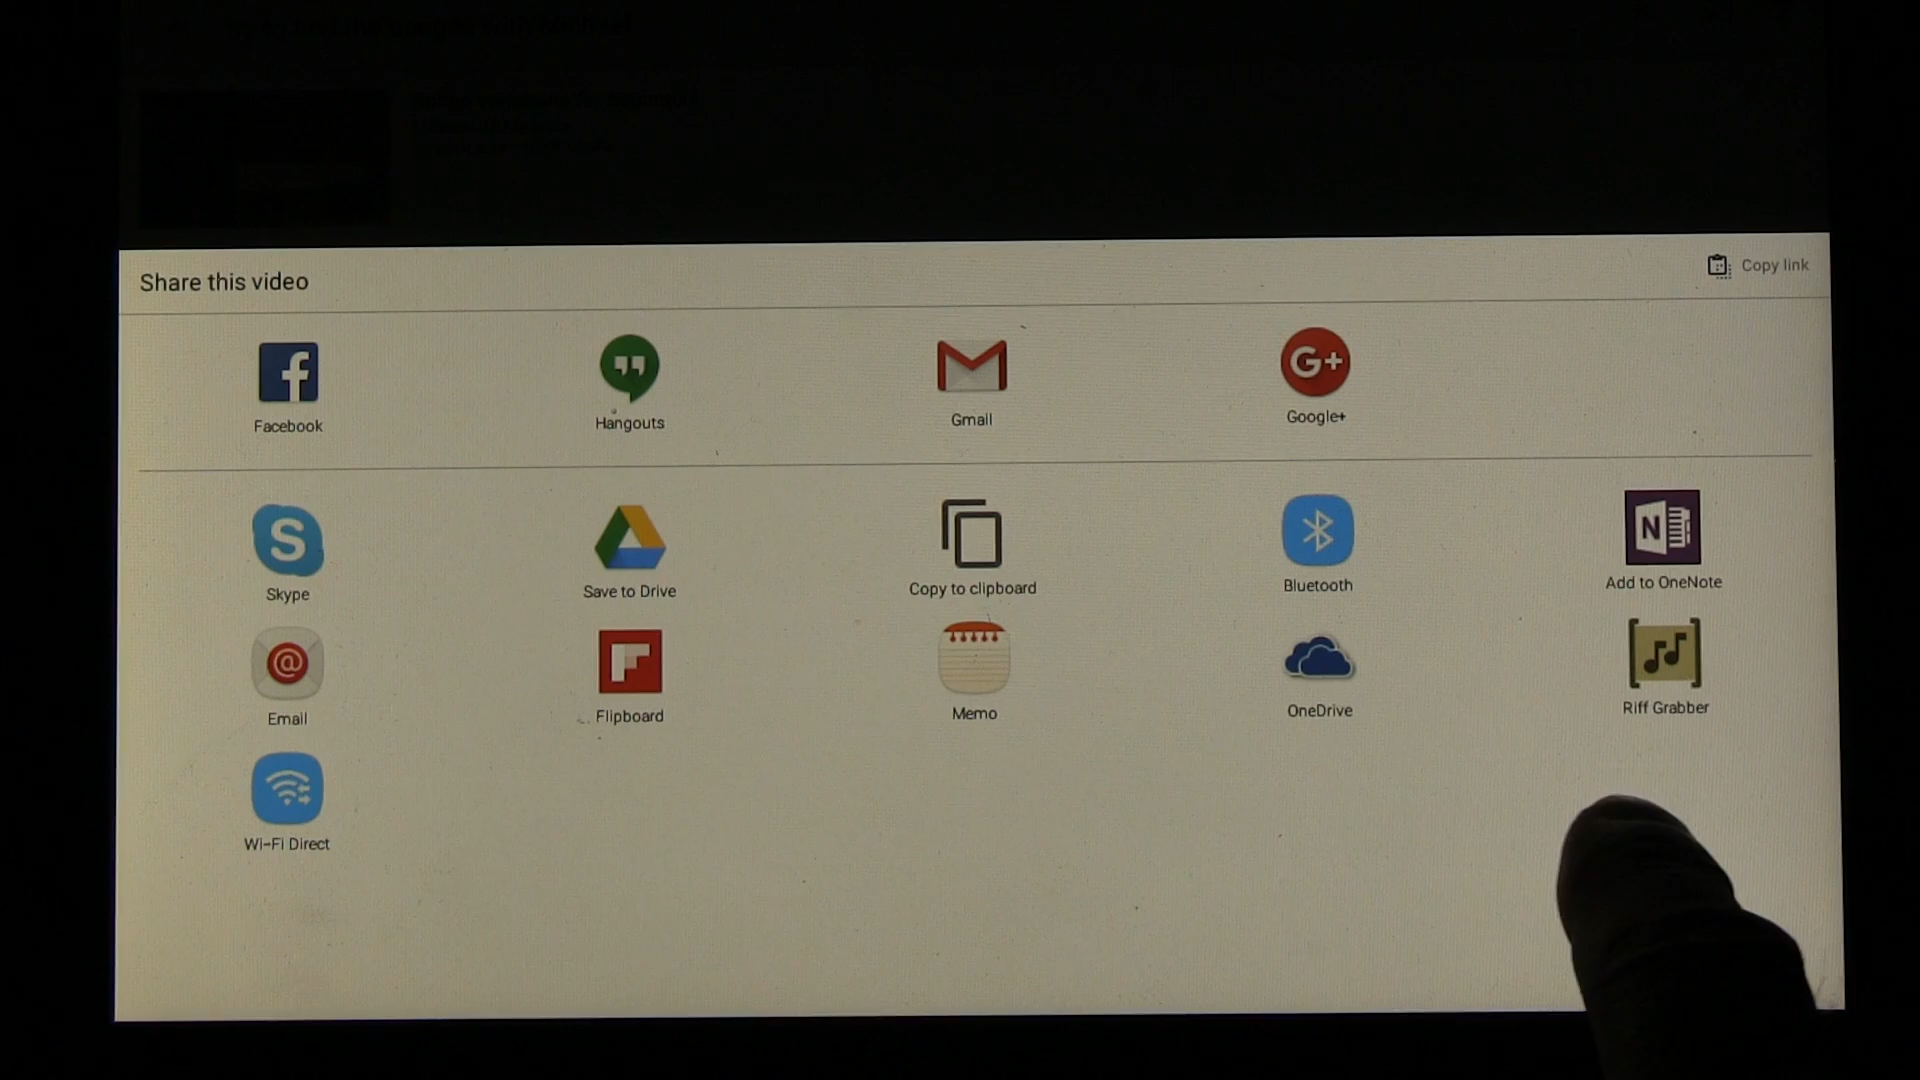 Share this video
Copy link
Facebook
Hangouts
Gmail
G+
Google+
S
Skype
Save to Drive
Copy to clipboard
Bluetooth
N
Add to OneNote
@
Email
Flipboard
Memo
OneDrive
Riff Grabber
Wi-Fi Direct